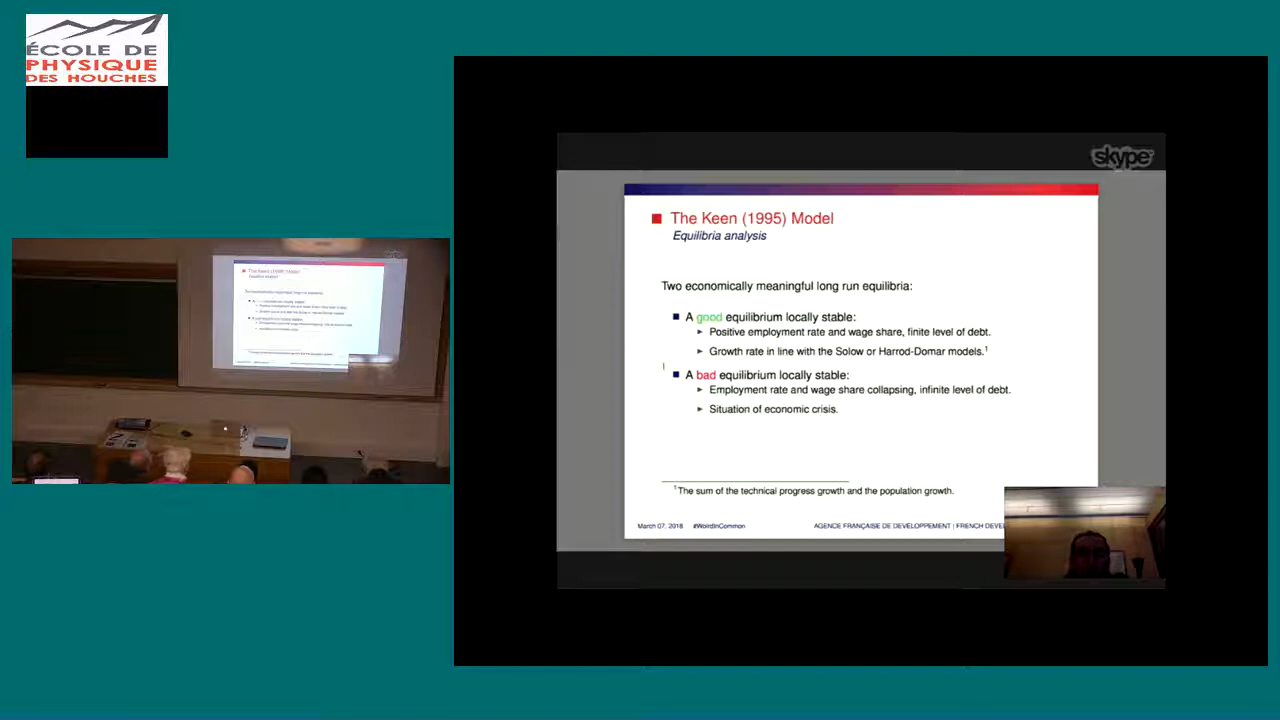 ÉCOLE DE
PHYSIQUE
DES HOUCHES
skype
The Keen (1995) Model
Equilibria analysis
Two economically meaningful long run equilibria:
A good equilibrium locally stable:
Positive employment rate and wage share, finite level of debt.
Growth rate in line with the Solow or Harrod-Domar models.1
A bad equilibrium locally stable:
Employment rate and wage share collapsing, infinite level of debt.
Situation of economic crisis.
1The sum of the technical progress growth and the population growth.
March 07, 2018 #WorldInCommon AGENCE FRANÇAISE DE DÉVELOPPEMENT | FRENCH DEVE